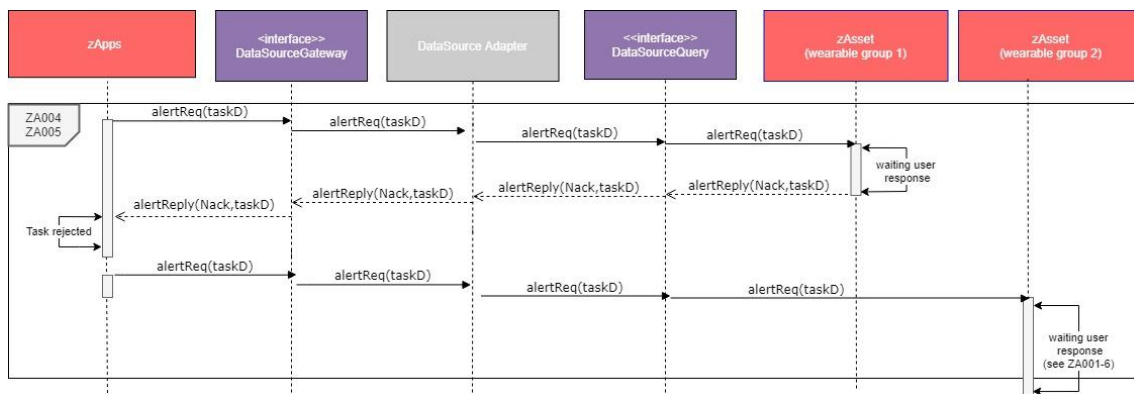 zApps
<interface>>
DataSourceGateway
DataSource Adapter
<<interface>>
DataSourceQuery
zAsset
(wearable group 1)
zAsset
(wearable group 2)
ZA004
ZA005
alertReq(taskD)
alertReq(taskD)
alertReq(taskD)
alertReq(taskD)
waiting user
response
alertReply(Nack,taskD)
alertReply(Nack,taskD)
alertReply(Nack,taskD)
alertReply(Nack,taskD)
Task rejected
alertReq(taskD)
alertReq(taskD)
alertReq(taskD)
alertReq(taskD)
waiting user
response
(see ZA001-6)